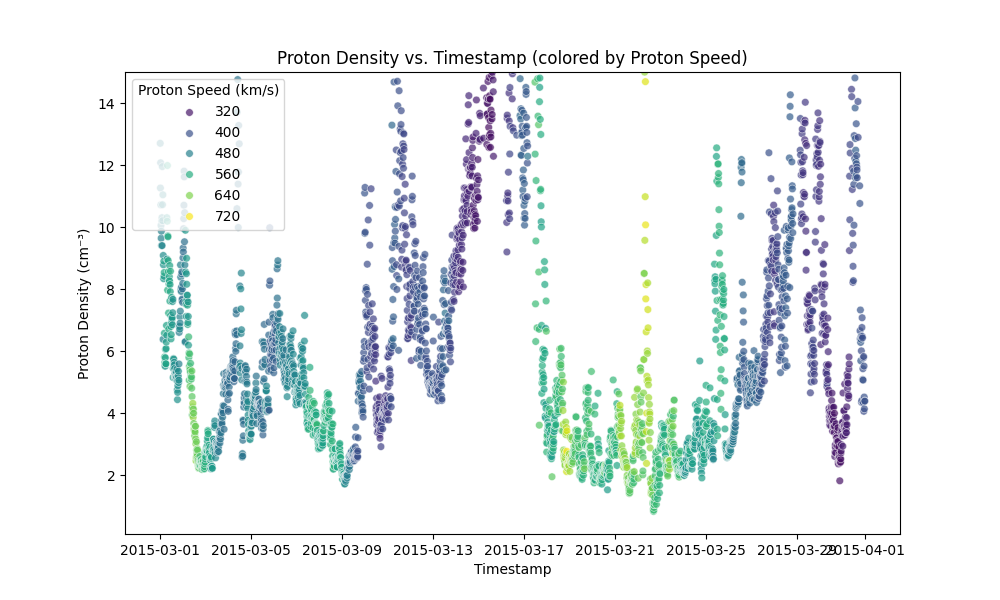 Proton Density vs. Timestamp (colored by Proton Speed)
Proton Density (cm⁻³)
14
12
10
8
6
4
2
Proton Speed (km/s)
320
400
480
560
640
720
2015-03-01 2015-03-05 2015-03-09 2015-03-13 2015-03-17 2015-03-21 2015-03-25 2015-03-29 2015-04-01
Timestamp